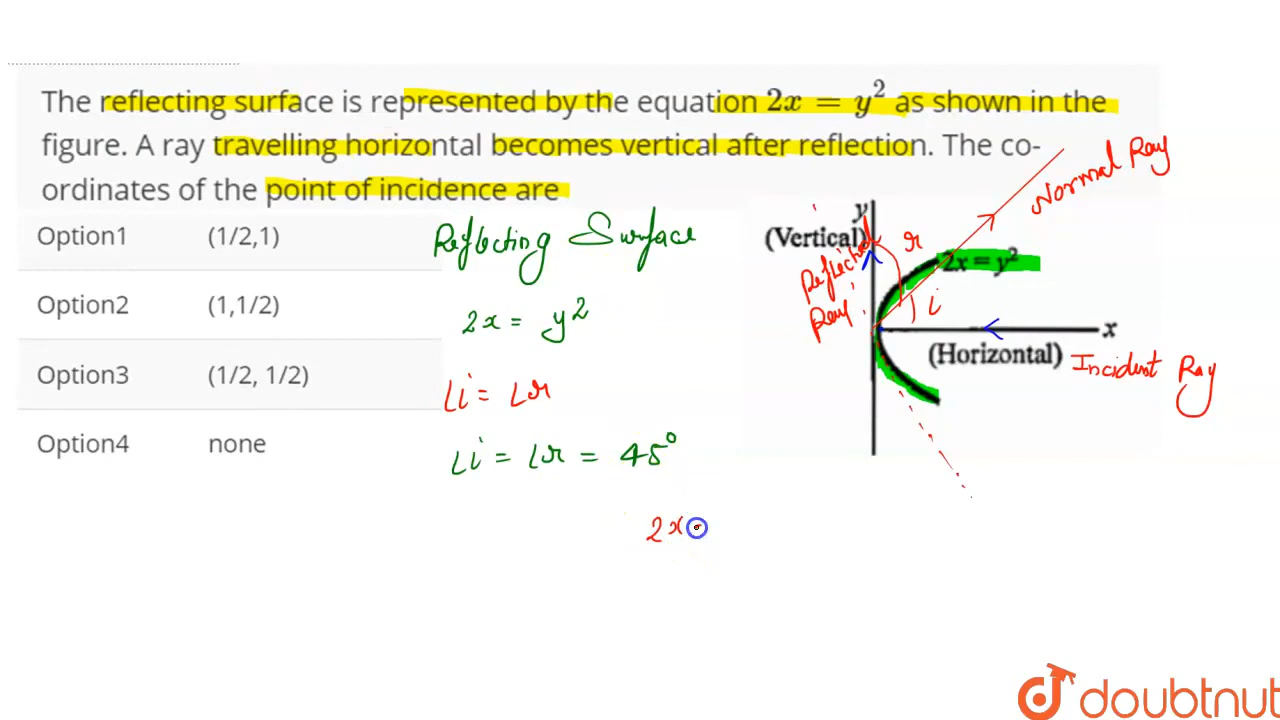 The reflecting surface is represented by the equation 2x = y² as shown in the
figure. A ray travelling horizontal becomes vertical after reflection. The co-
ordinates of the point of incidence are
Option1 (1/2,1)
Option2 (1,1/2)
Option3 (1/2, 1/2)
Option4 none
Reflecting Surface
2x = y²
∠i = ∠r
∠i = ∠r = 45°
2x
y
(Vertical)
Reflected
Ray
r
Normal Ray
2x = y²
i
x
(Horizontal)
Incident Ray
doubtnut